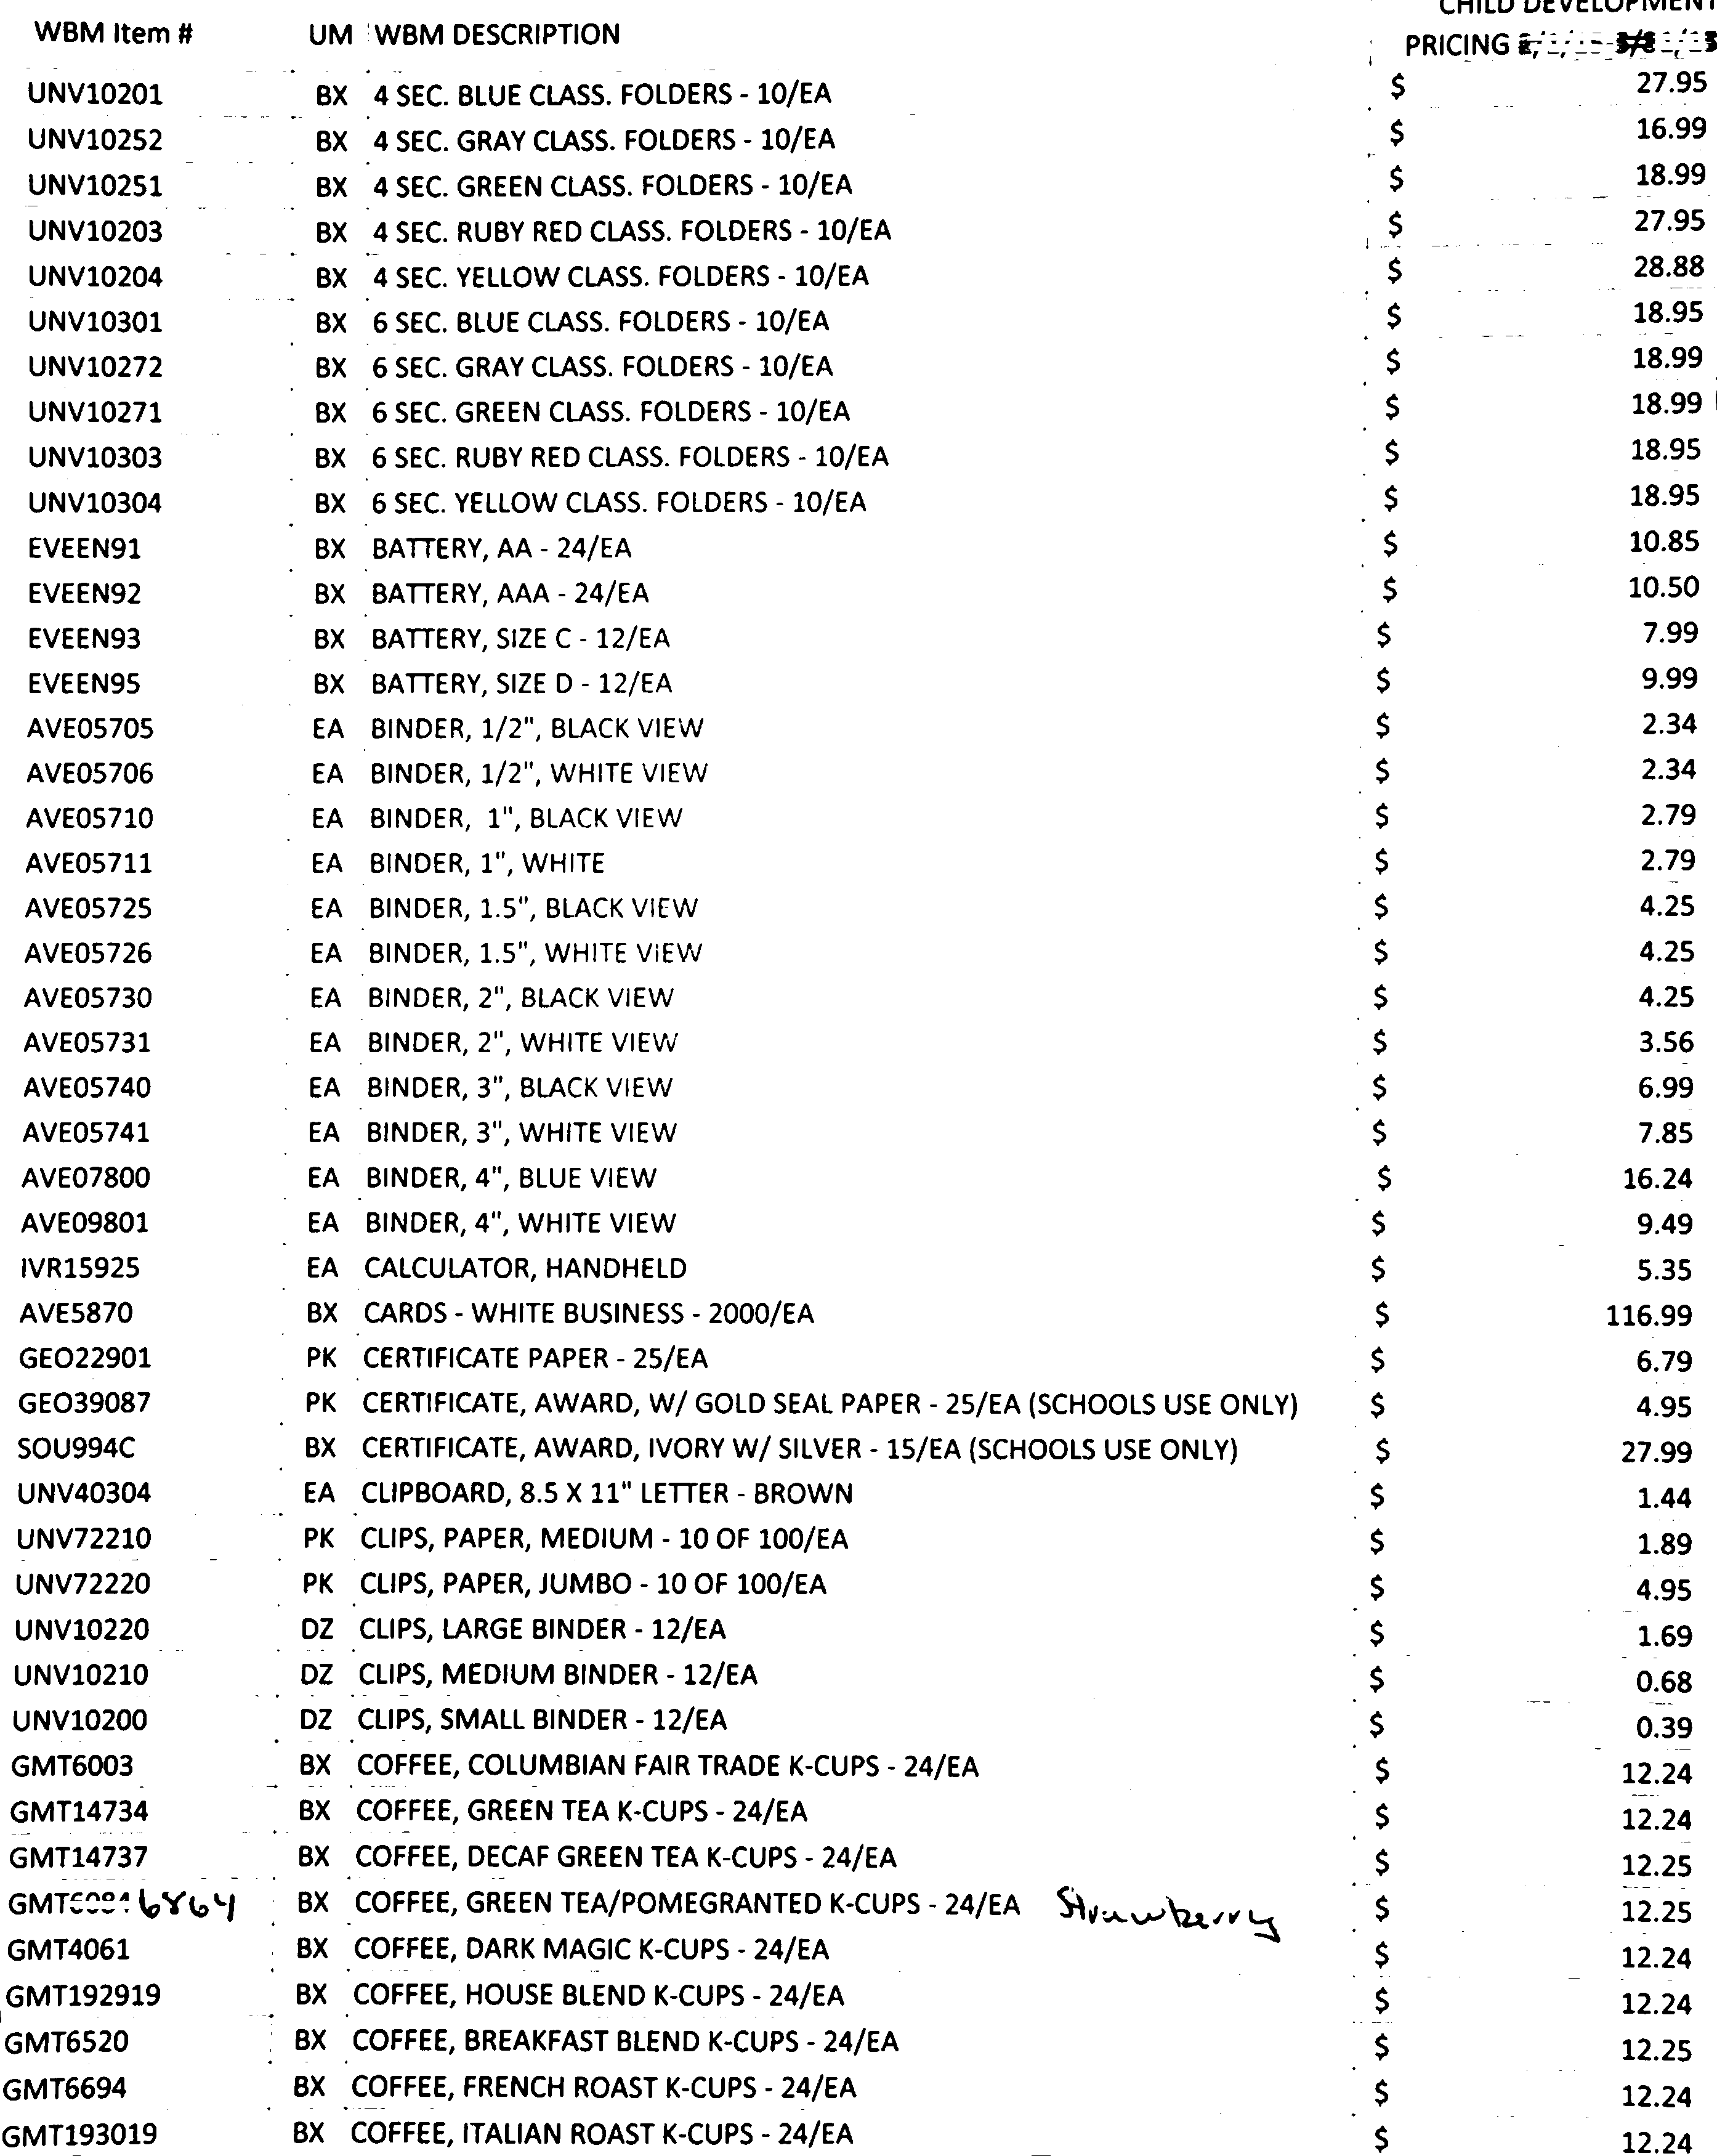 CHILD DEVELOPMENT
WBM Item # UM WBM DESCRIPTION PRICING
UNV10201 BX 4 SEC. BLUE CLASS. FOLDERS - 10/EA $ 27.95
UNV10252 BX 4 SEC. GRAY CLASS. FOLDERS - 10/EA $ 16.99
UNV10251 BX 4 SEC. GREEN CLASS. FOLDERS - 10/EA $ 18.99
UNV10203 BX 4 SEC. RUBY RED CLASS. FOLDERS - 10/EA $ 27.95
UNV10204 BX 4 SEC. YELLOW CLASS. FOLDERS - 10/EA $ 28.88
UNV10301 BX 6 SEC. BLUE CLASS. FOLDERS - 10/EA $ 18.95
UNV10272 BX 6 SEC. GRAY CLASS. FOLDERS - 10/EA $ 18.99
UNV10271 BX 6 SEC. GREEN CLASS. FOLDERS - 10/EA $ 18.99
UNV10303 BX 6 SEC. RUBY RED CLASS. FOLDERS - 10/EA $ 18.95
UNV10304 BX 6 SEC. YELLOW CLASS. FOLDERS - 10/EA $ 18.95
EVEEN91 BX BATTERY, AA - 24/EA $ 10.85
EVEEN92 BX BATTERY, AAA - 24/EA $ 10.50
EVEEN93 BX BATTERY, SIZE C - 12/EA $ 7.99
EVEEN95 BX BATTERY, SIZE D - 12/EA $ 9.99
AVE05705 EA BINDER, 1/2", BLACK VIEW $ 2.34
AVE05706 EA BINDER, 1/2", WHITE VIEW $ 2.34
AVE05710 EA BINDER, 1", BLACK VIEW $ 2.79
AVE05711 EA BINDER, 1", WHITE $ 2.79
AVE05725 EA BINDER, 1.5", BLACK VIEW $ 4.25
AVE05726 EA BINDER, 1.5", WHITE VIEW $ 4.25
AVE05730 EA BINDER, 2", BLACK VIEW $ 4.25
AVE05731 EA BINDER, 2", WHITE VIEW $ 3.56
AVE05740 EA BINDER, 3", BLACK VIEW $ 6.99
AVE05741 EA BINDER, 3", WHITE VIEW $ 7.85
AVE07800 EA BINDER, 4", BLUE VIEW $ 16.24
AVE09801 EA BINDER, 4", WHITE VIEW $ 9.49
IVR15925 EA CALCULATOR, HANDHELD $ 5.35
AVE5870 BX CARDS - WHITE BUSINESS - 2000/EA $ 116.99
GEO22901 PK CERTIFICATE PAPER - 25/EA $ 6.79
GEO39087 PK CERTIFICATE, AWARD, W/ GOLD SEAL PAPER - 25/EA (SCHOOLS USE ONLY) $ 4.95
SOU994C BX CERTIFICATE, AWARD, IVORY W/ SILVER - 15/EA (SCHOOLS USE ONLY) $ 27.99
UNV40304 EA CLIPBOARD, 8.5 X 11" LETTER - BROWN $ 1.44
UNV72210 PK CLIPS, PAPER, MEDIUM - 10 OF 100/EA $ 1.89
UNV72220 PK CLIPS, PAPER, JUMBO - 10 OF 100/EA $ 4.95
UNV10220 DZ CLIPS, LARGE BINDER - 12/EA $ 1.69
UNV10210 DZ CLIPS, MEDIUM BINDER - 12/EA $ 0.68
UNV10200 DZ CLIPS, SMALL BINDER - 12/EA $ 0.39
GMT6003 BX COFFEE, COLUMBIAN FAIR TRADE K-CUPS - 24/EA $ 12.24
GMT14734 BX COFFEE, GREEN TEA K-CUPS - 24/EA $ 12.24
GMT14737 BX COFFEE, DECAF GREEN TEA K-CUPS - 24/EA $ 12.25
6864 BX COFFEE, GREEN TEA/POMEGRANTED K-CUPS - 24/EA Strawberry $ 12.25
GMT4061 BX COFFEE, DARK MAGIC K-CUPS - 24/EA $ 12.24
GMT192919 BX COFFEE, HOUSE BLEND K-CUPS - 24/EA $ 12.24
GMT6520 BX COFFEE, BREAKFAST BLEND K-CUPS - 24/EA $ 12.25
GMT6694 BX COFFEE, FRENCH ROAST K-CUPS - 24/EA $ 12.24
GMT193019 BX COFFEE, ITALIAN ROAST K-CUPS - 24/EA $ 12.24